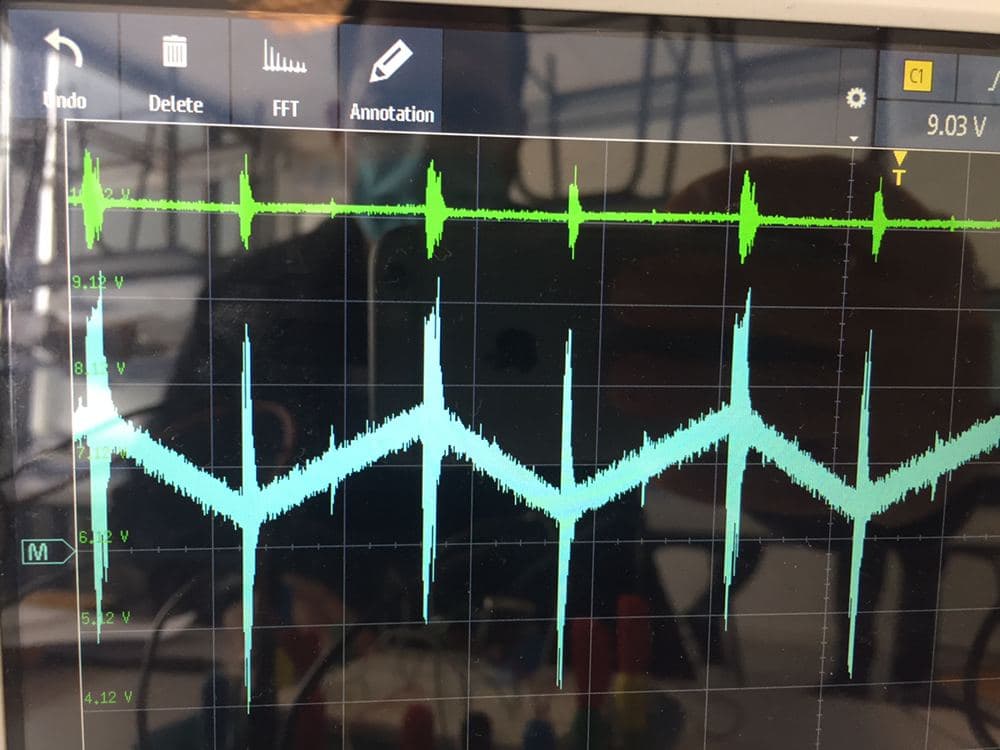 Undo
Delete
FFT
Annotation
C1
9.03 V
T
9.12 V
8.12 V
7.12 V
6.12 V
M
5.12 V
4.12 V